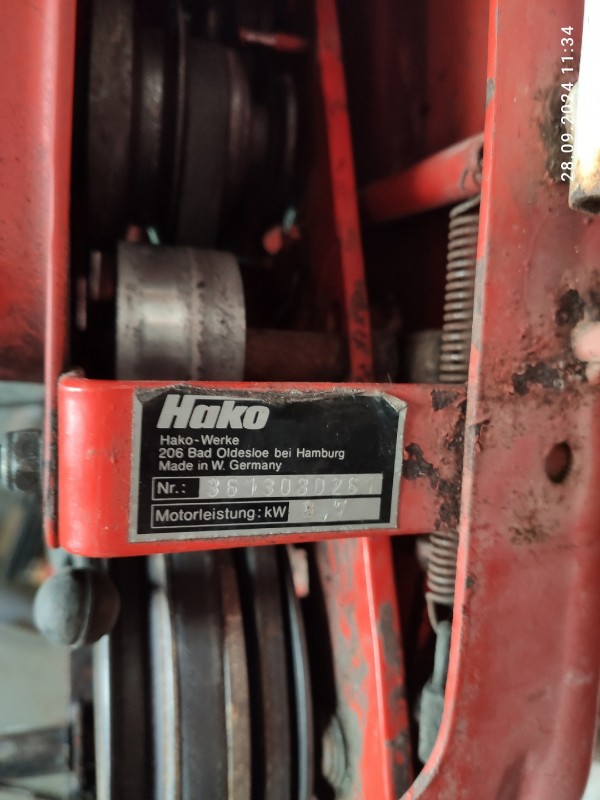 Hako
Hako-Werke
206 Bad Oldesloe bei Hamburg
Made in W. Germany
Nr.:
Motorleistung: kW
28.09.2024 11:34